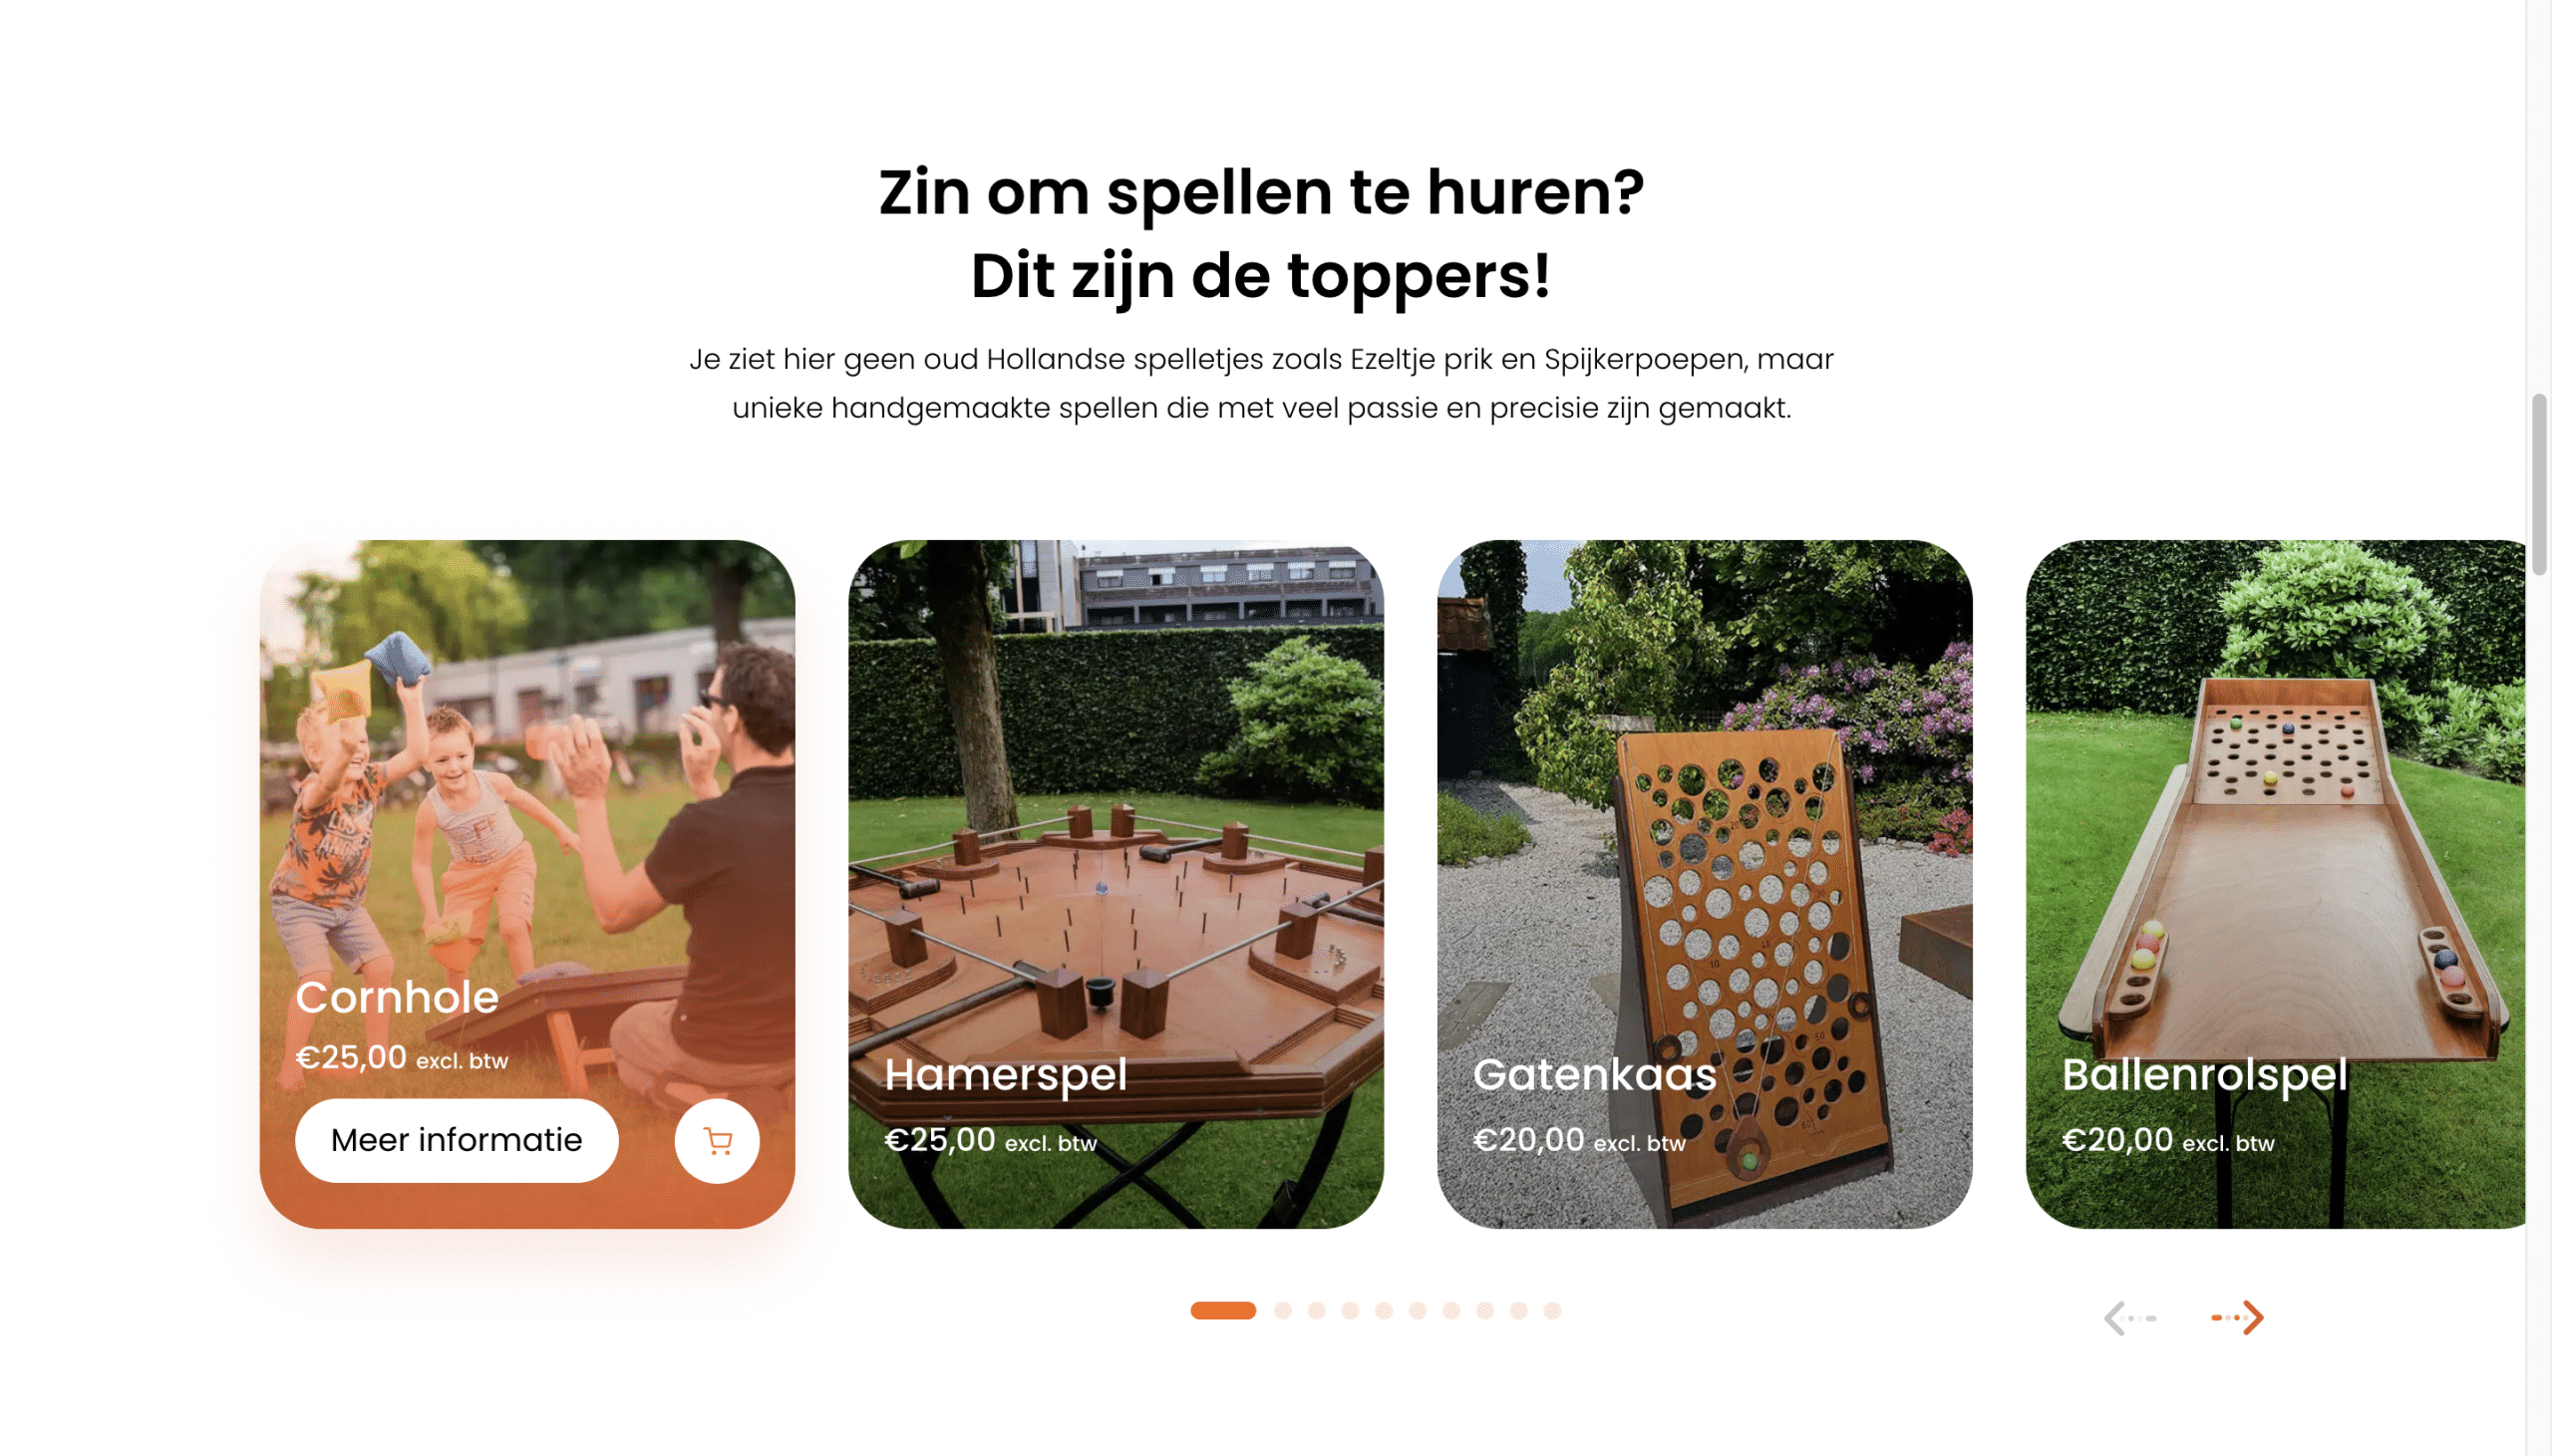 Zin om spellen te huren?
Dit zijn de toppers!
Je ziet hier geen oud Hollandse spelletjes zoals Ezeltje prik en Spijkerpoepen, maar
unieke handgemaakte spellen die met veel passie en precisie zijn gemaakt.
Cornhole
€25,00 excl. btw
Meer informatie
Hamerspel
€25,00 excl. btw
Gatenkaas
€20,00 excl. btw
Ballenrolspel
€20,00 excl. btw